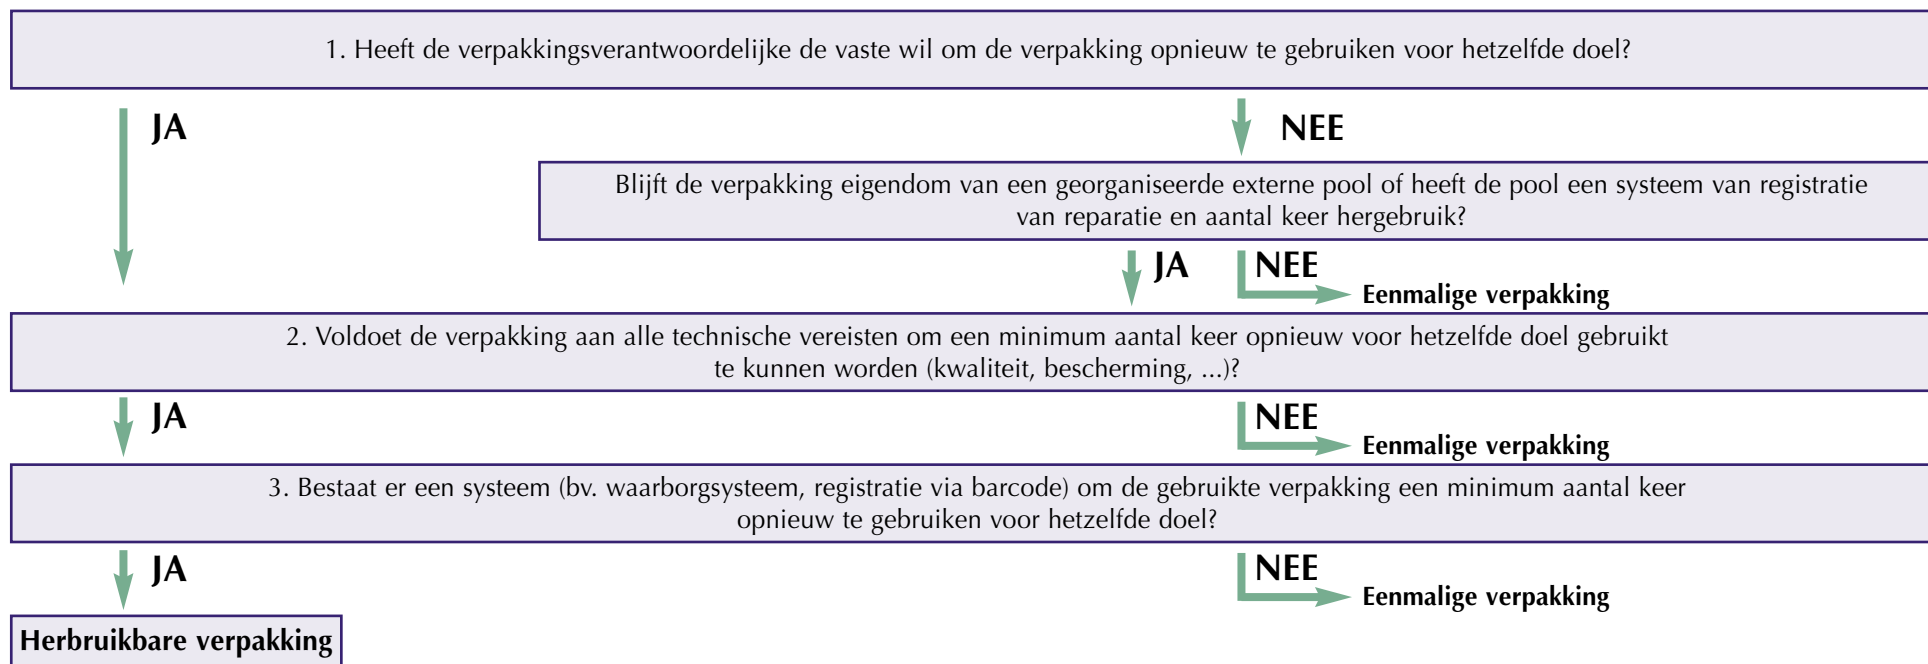 1. Heeft de verpakkingsverantwoordelijke de vaste wil om de verpakking opnieuw te gebruiken voor hetzelfde doel?
JA
NEE
Blijft de verpakking eigendom van een georganiseerde externe pool of heeft de pool een systeem van registratie
van reparatie en aantal keer hergebruik?
JA
NEE
Eenmalige verpakking
2. Voldoet de verpakking aan alle technische vereisten om een minimum aantal keer opnieuw voor hetzelfde doel gebruikt
te kunnen worden (kwaliteit, bescherming, ...)?
JA
NEE
Eenmalige verpakking
3. Bestaat er een systeem (bv. waarborgsysteem, registratie via barcode) om de gebruikte verpakking een minimum aantal keer
opnieuw te gebruiken voor hetzelfde doel?
JA
NEE
Eenmalige verpakking
Herbruikbare verpakking